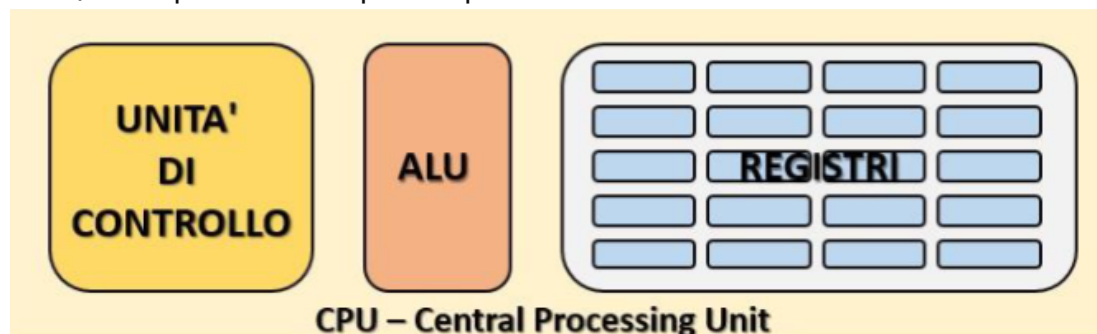 UNITA'
DI
CONTROLLO
ALU
REGISTRI
CPU – Central Processing Unit